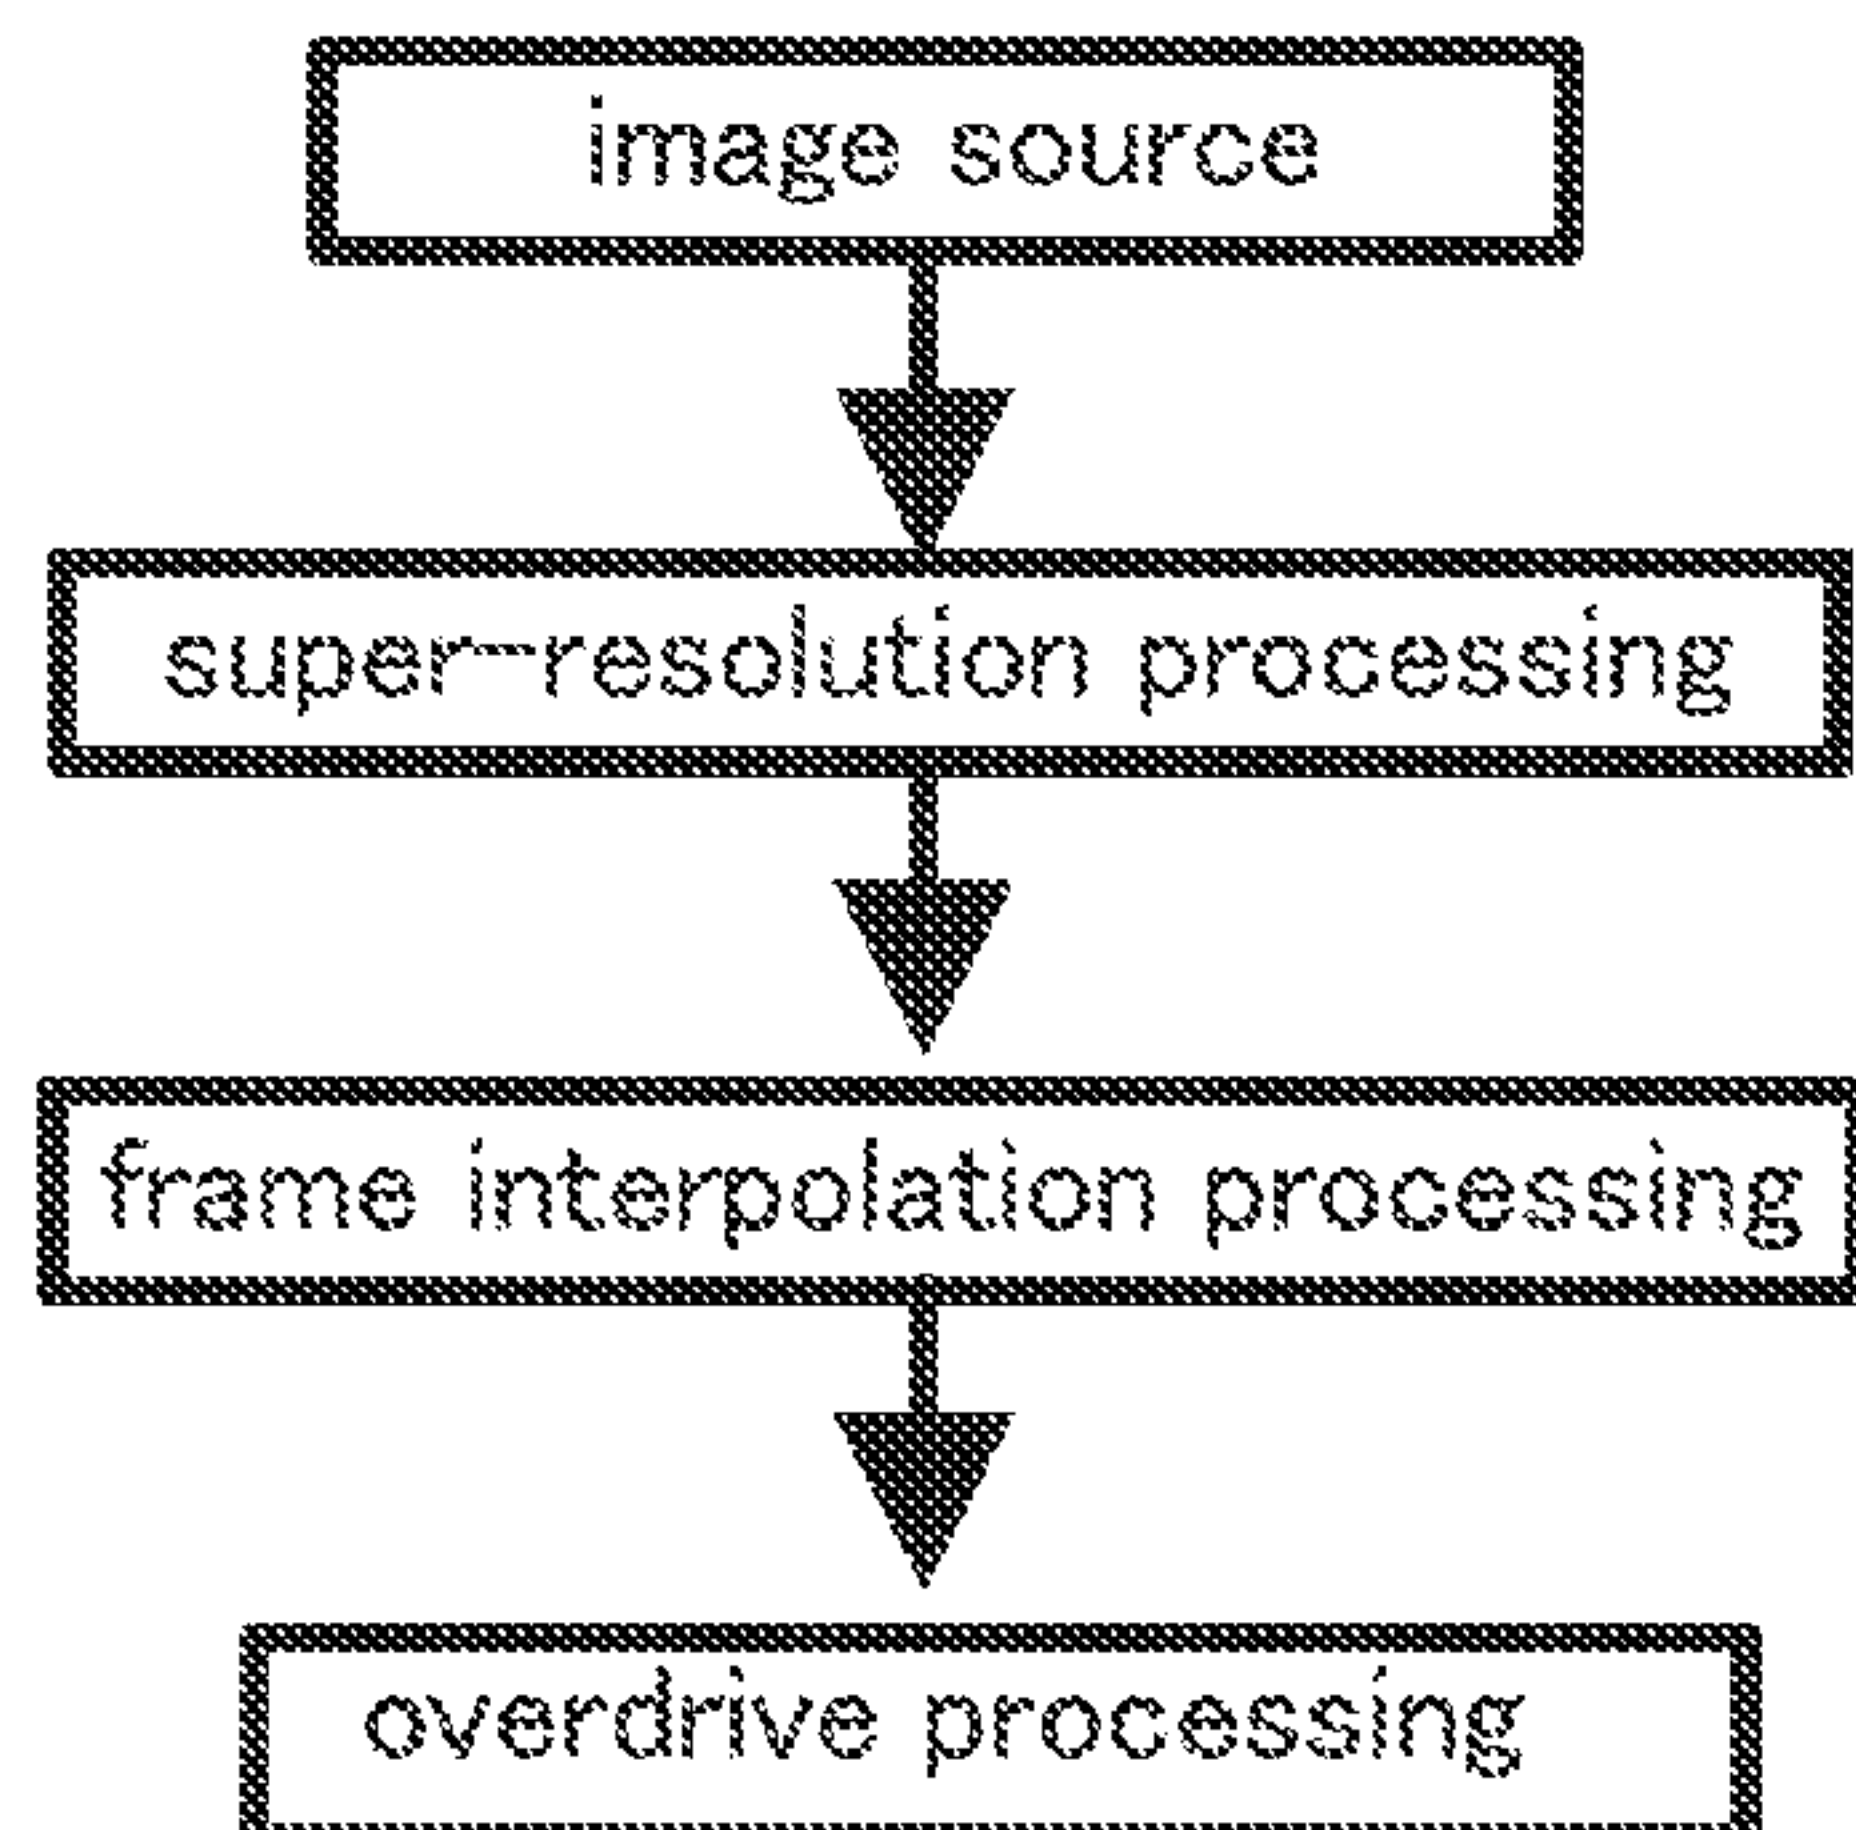 image source
super-resolution processing
frame interpolation processing
overdrive processing